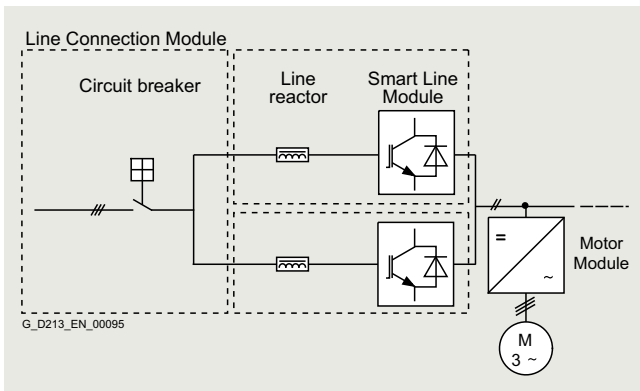 Line Connection Module
Circuit breaker
Line
reactor
Smart Line
Module
=
~
Motor
Module
M
3 ~
G_D213_EN_00095